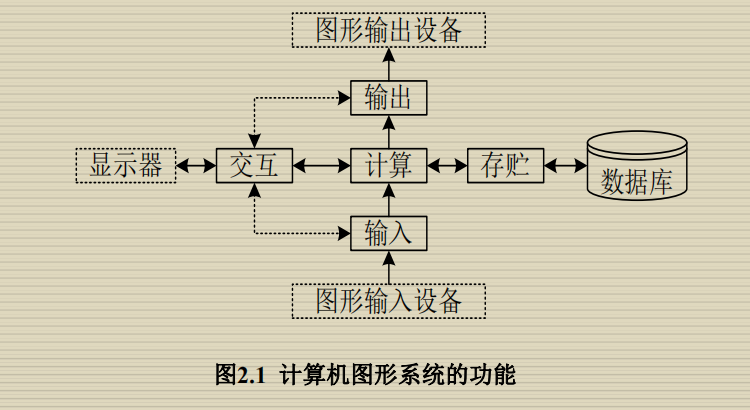 图形输出设备
输出
显示器
交互
计算
存贮
数据库
输入
图形输入设备
图2.1 计算机图形系统的功能